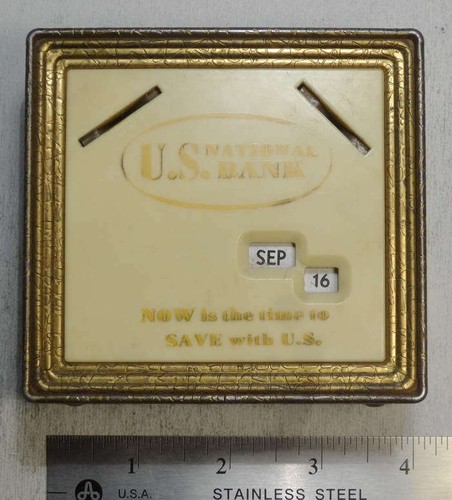 U.S. NATIONAL
BANK
SEP
16
NOW is the time to
SAVE with U.S.
1 2 3 4
U.S.A. STAINLESS STEEL